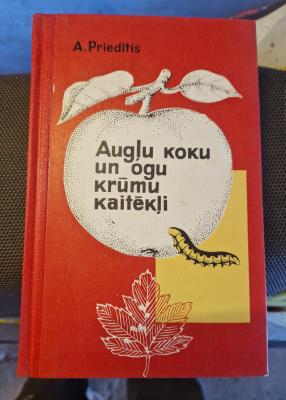 A. Priedītis
Augļu koku
un ogu
krūmu
kaitēkļi